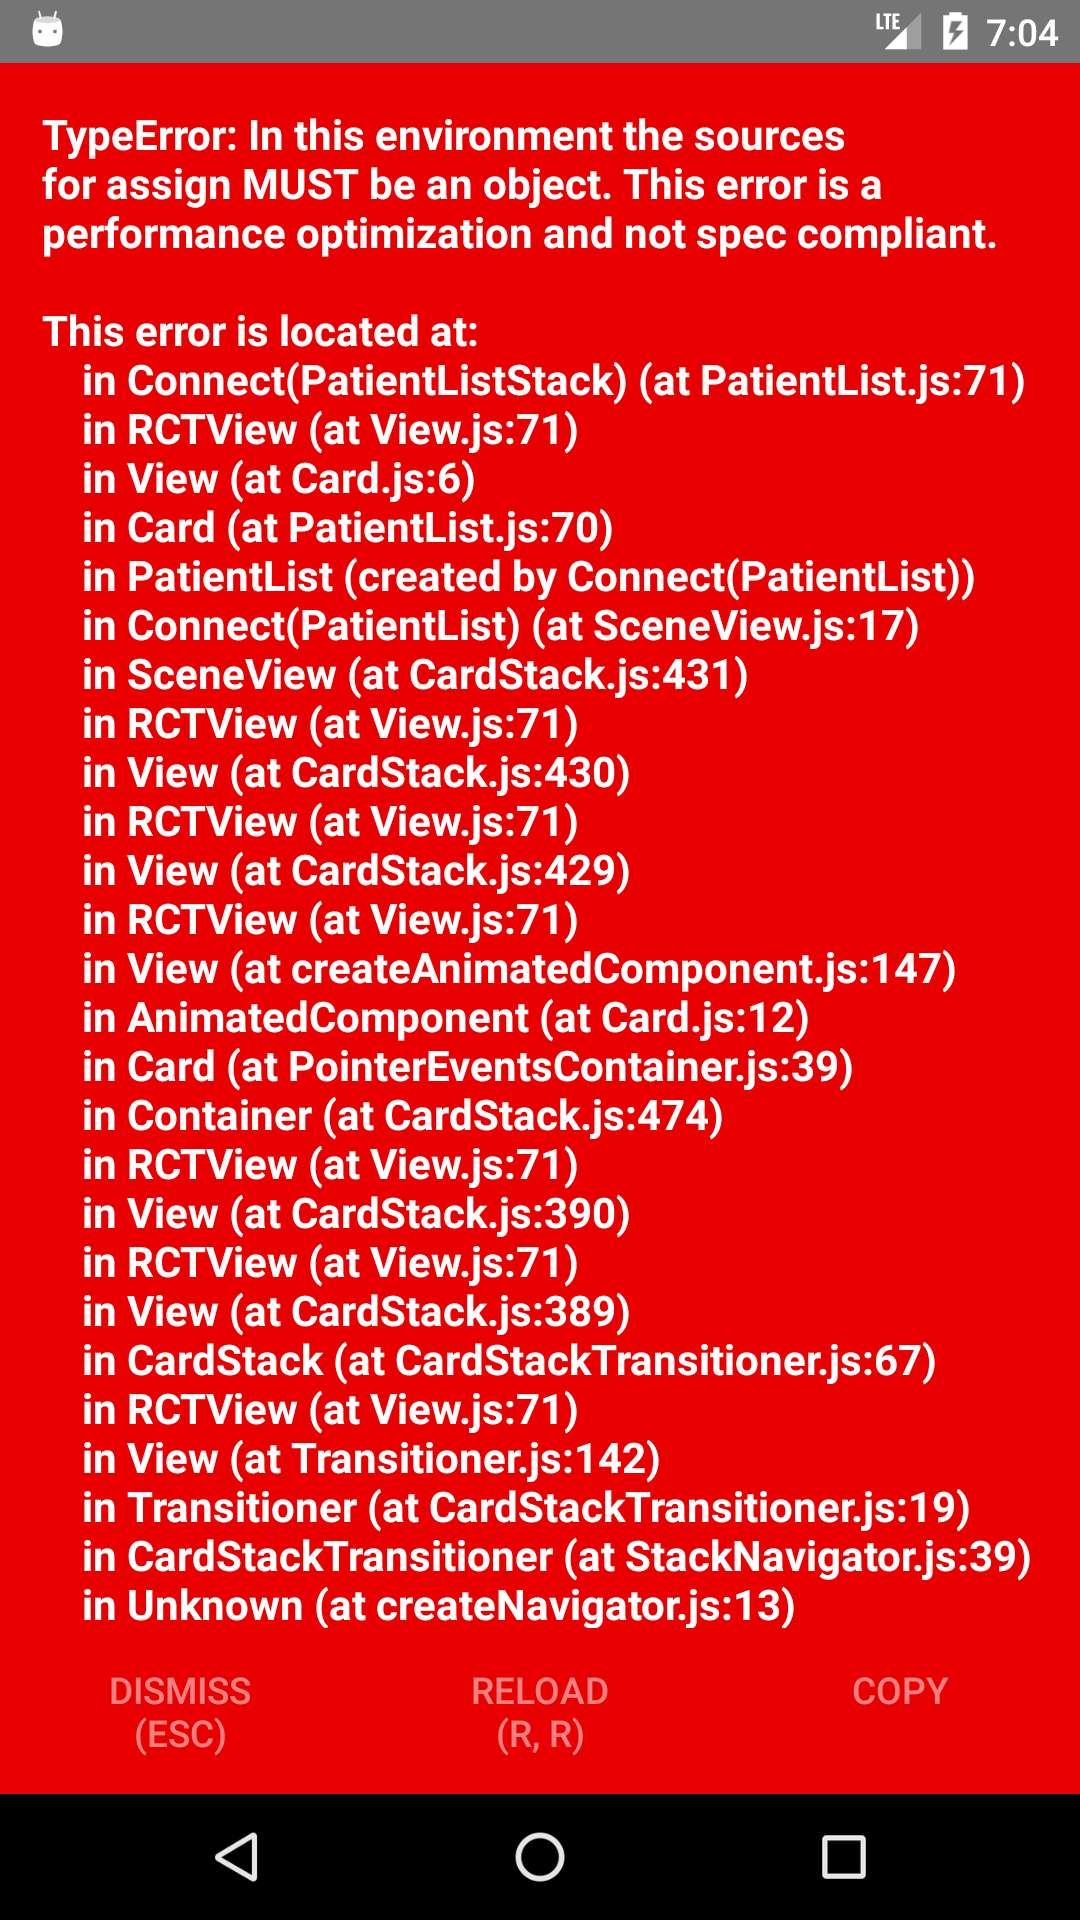 LTE 7:04
TypeError: In this environment the sources
for assign MUST be an object. This error is a
performance optimization and not spec compliant.
This error is located at:
in Connect(PatientListStack) (at PatientList.js:71)
in RCTView (at View.js:71)
in View (at Card.js:6)
in Card (at PatientList.js:70)
in PatientList (created by Connect(PatientList))
in Connect(PatientList) (at SceneView.js:17)
in SceneView (at CardStack.js:431)
in RCTView (at View.js:71)
in View (at CardStack.js:430)
in RCTView (at View.js:71)
in View (at CardStack.js:429)
in RCTView (at View.js:71)
in View (at createAnimatedComponent.js:147)
in AnimatedComponent (at Card.js:12)
in Card (at PointerEventsContainer.js:39)
in Container (at CardStack.js:474)
in RCTView (at View.js:71)
in View (at CardStack.js:390)
in RCTView (at View.js:71)
in View (at CardStack.js:389)
in CardStack (at CardStackTransitioner.js:67)
in RCTView (at View.js:71)
in View (at Transitioner.js:142)
in Transitioner (at CardStackTransitioner.js:19)
in CardStackTransitioner (at StackNavigator.js:39)
in Unknown (at createNavigator.js:13)
DISMISS RELOAD COPY
(ESC) (R, R)